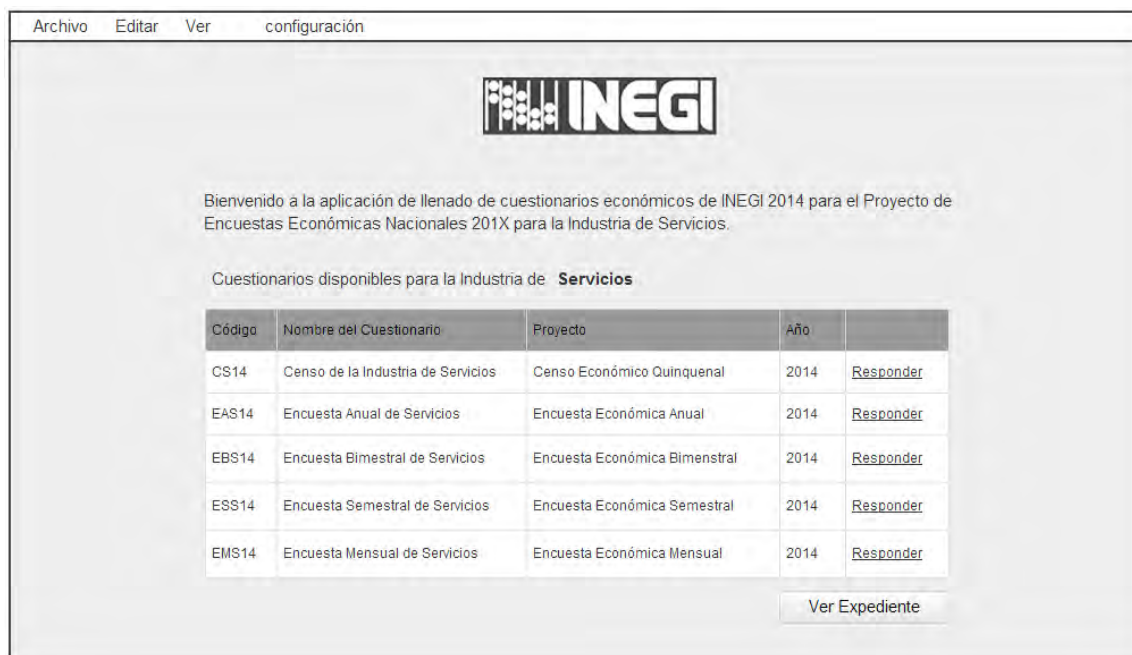 Archivo Editar Ver configuración
INEGI
Bienvenido a la aplicación de llenado de cuestionarios económicos de INEGI 2014 para el Proyecto de
Encuestas Económicas Nacionales 201X para la Industria de Servicios.
Cuestionarios disponibles para la Industria de Servicios
Código Nombre del Cuestionario Proyecto Año
CS14 Censo de la Industria de Servicios Censo Económico Quinquenal 2014 Responder
EAS14 Encuesta Anual de Servicios Encuesta Económica Anual 2014 Responder
EBS14 Encuesta Bimestral de Servicios Encuesta Económica Bimenstral 2014 Responder
ESS14 Encuesta Semestral de Servicios Encuesta Económica Semestral 2014 Responder
EMS14 Encuesta Mensual de Servicios Encuesta Económica Mensual 2014 Responder
Ver Expediente